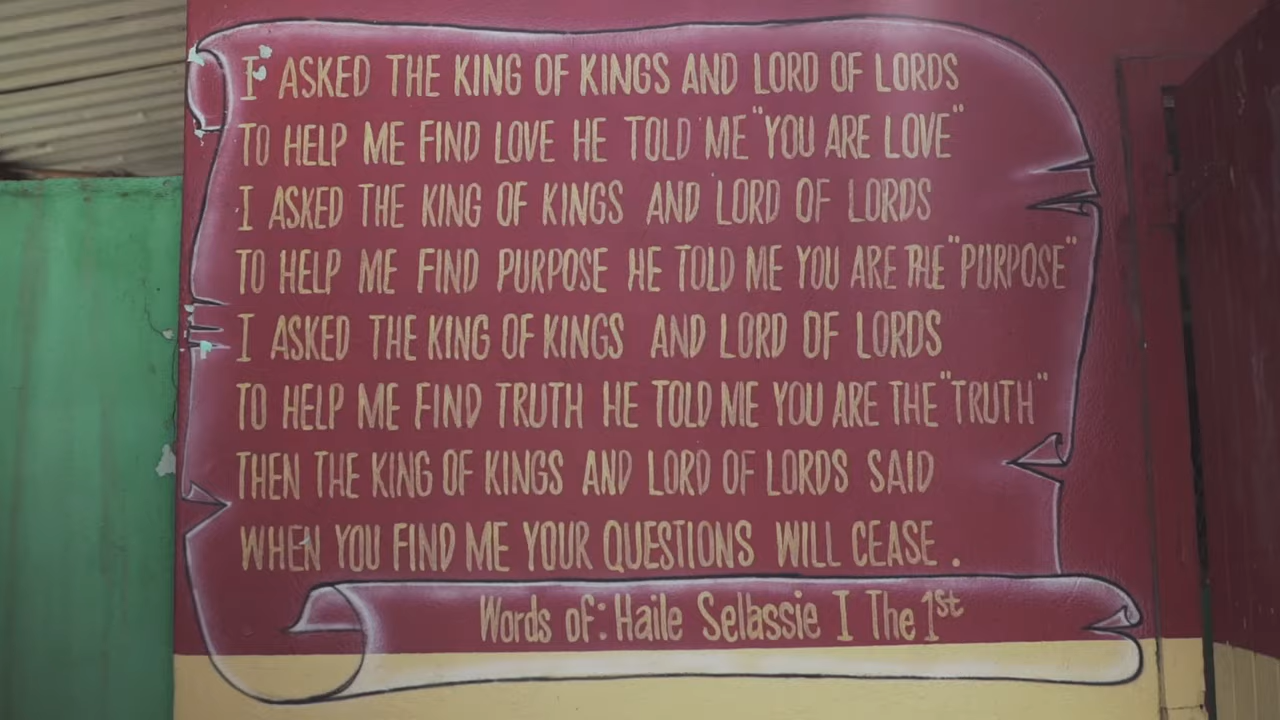 I ASKED THE KING OF KINGS AND LORD OF LORDS
TO HELP ME FIND LOVE HE TOLD ME "YOU ARE LOVE"
I ASKED THE KING OF KINGS AND LORD OF LORDS
TO HELP ME FIND PURPOSE HE TOLD ME YOU ARE THE "PURPOSE"
I ASKED THE KING OF KINGS AND LORD OF LORDS
TO HELP ME FIND TRUTH HE TOLD ME YOU ARE THE "TRUTH"
THEN THE KING OF KINGS AND LORD OF LORDS SAID
WHEN YOU FIND ME YOUR QUESTIONS WILL CEASE.
Words of: Haile Selassie I The 1st